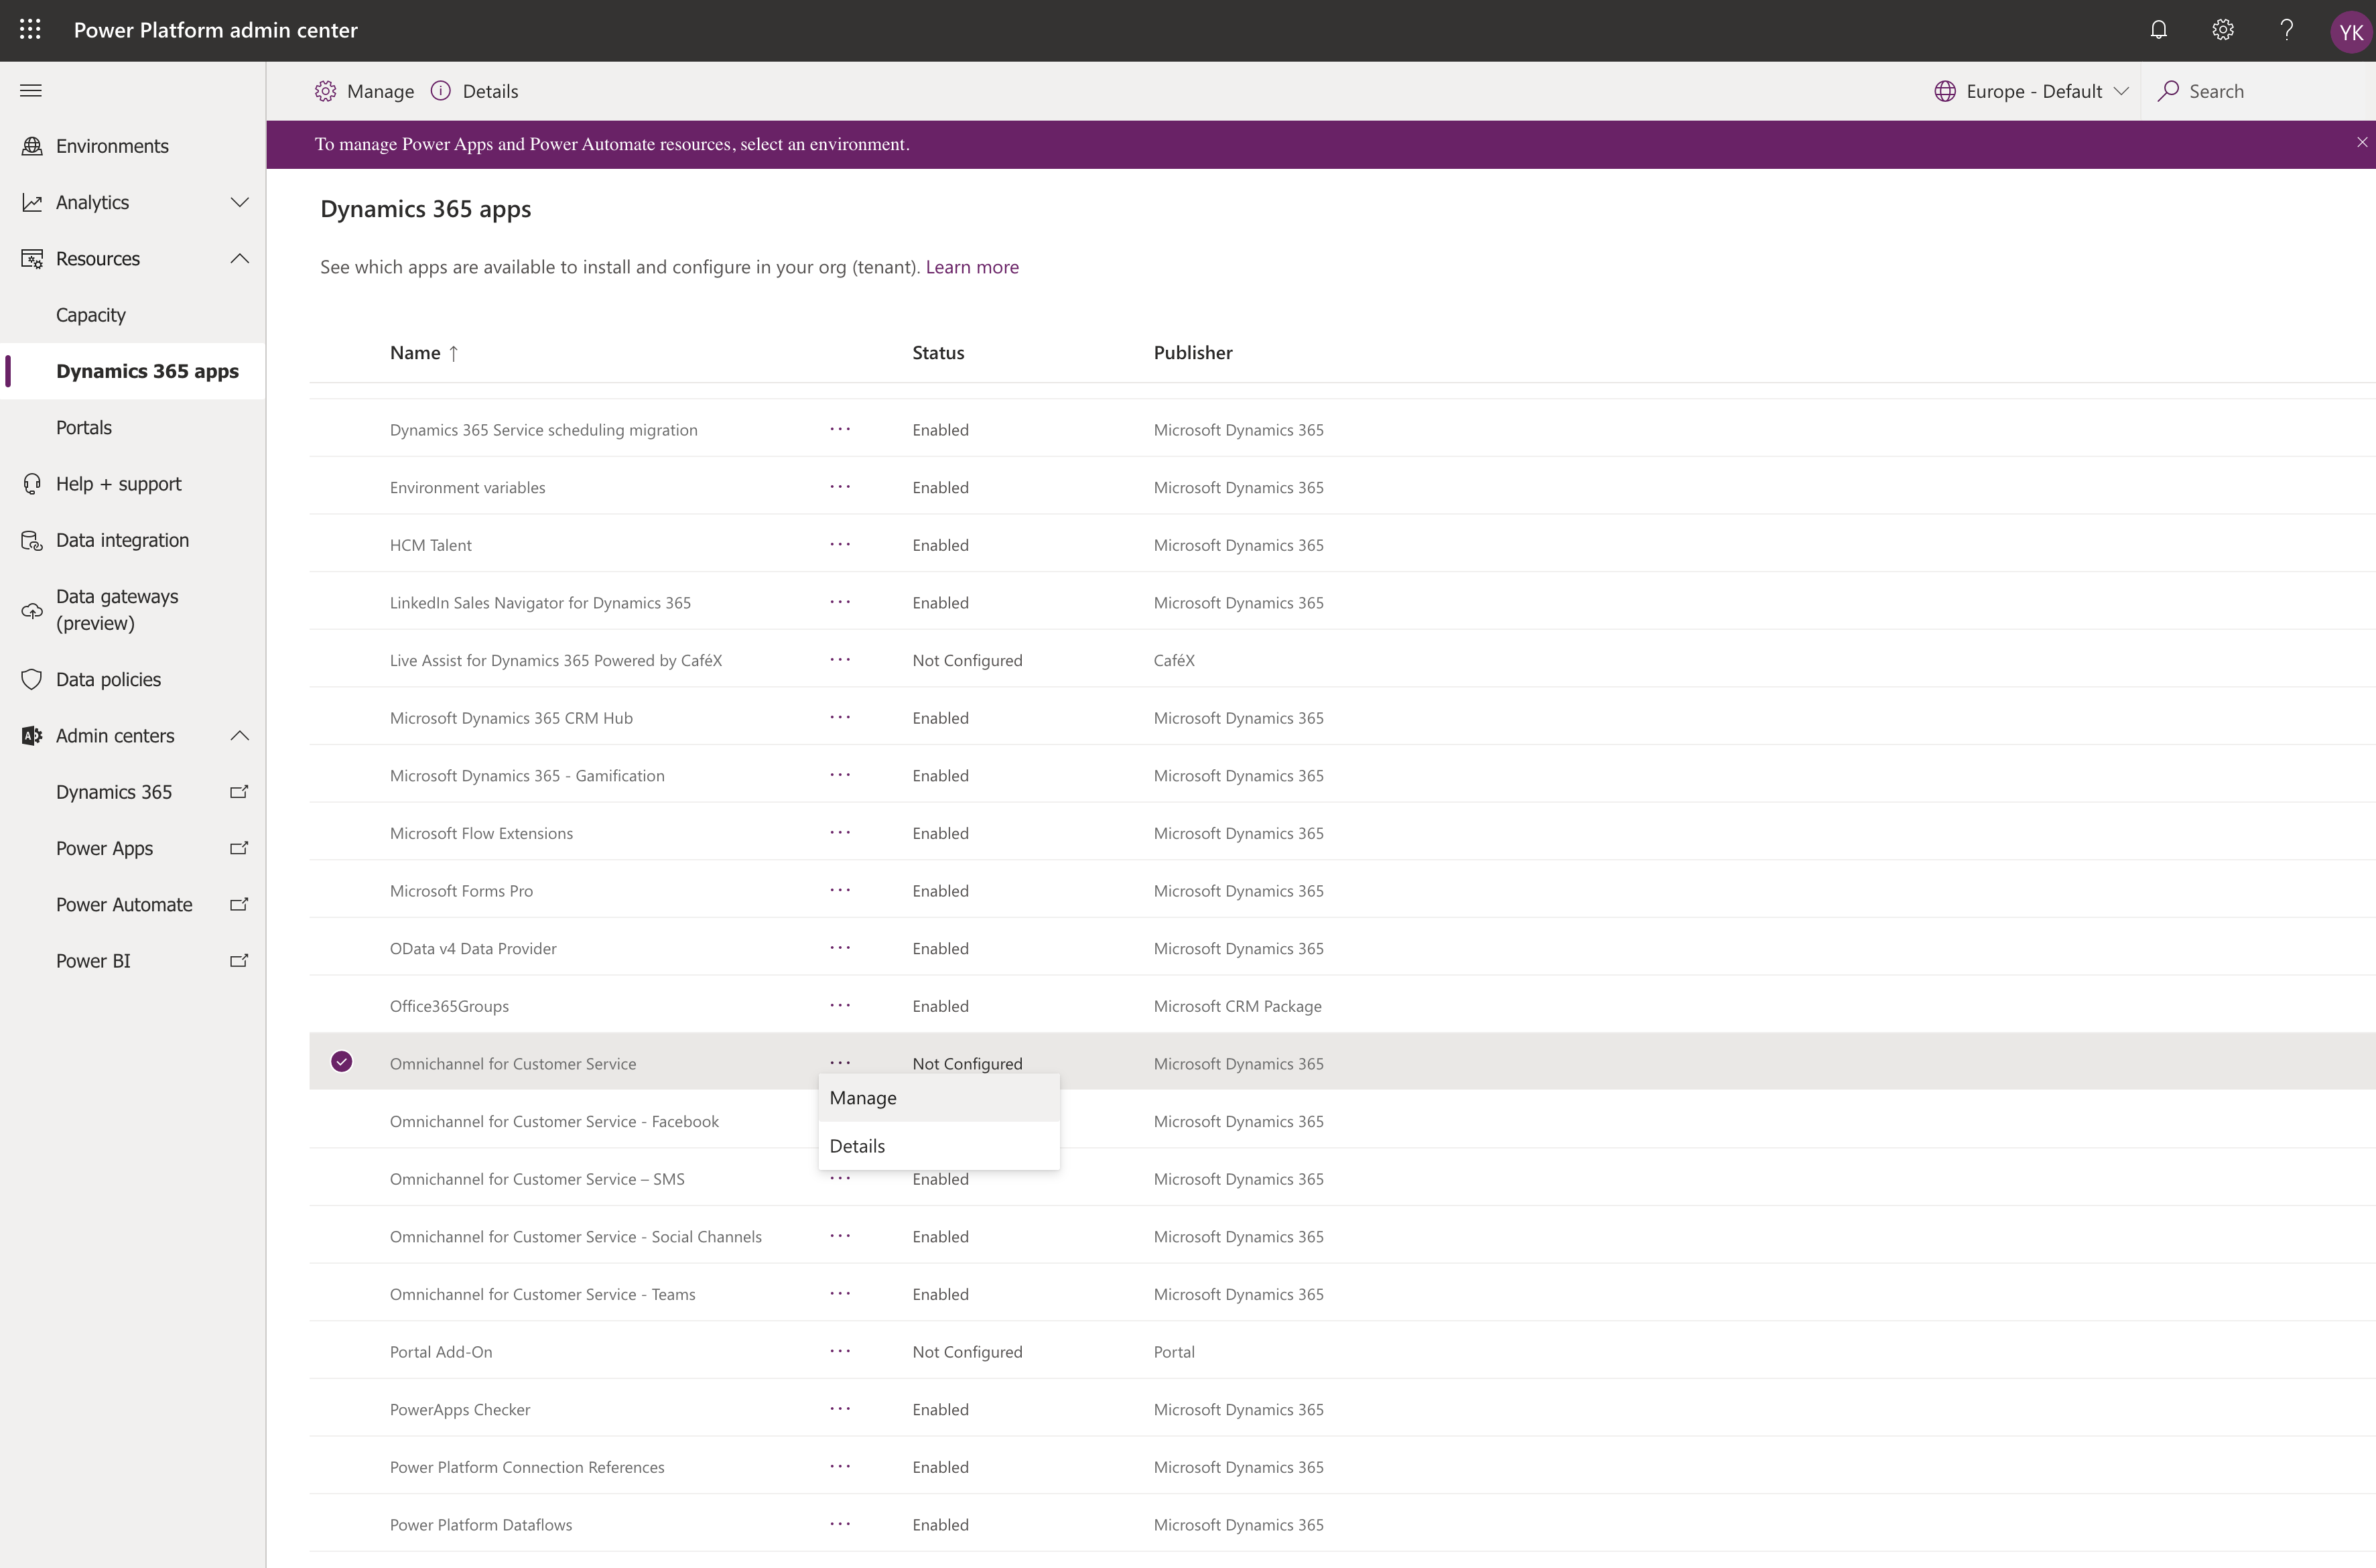 Power Platform admin center
YK
Manage
Details
Europe - Default
Search
To manage Power Apps and Power Automate resources, select an environment.
Environments
Analytics
Resources
Capacity
Dynamics 365 apps
Portals
Help + support
Data integration
Data gateways
(preview)
Data policies
Admin centers
Dynamics 365
Power Apps
Power Automate
Power BI
Dynamics 365 apps
See which apps are available to install and configure in your org (tenant). Learn more
Name ↑ Status Publisher
Dynamics 365 Service scheduling migration ··· Enabled Microsoft Dynamics 365
Environment variables ··· Enabled Microsoft Dynamics 365
HCM Talent ··· Enabled Microsoft Dynamics 365
LinkedIn Sales Navigator for Dynamics 365 ··· Enabled Microsoft Dynamics 365
Live Assist for Dynamics 365 Powered by CaféX ··· Not Configured CaféX
Microsoft Dynamics 365 CRM Hub ··· Enabled Microsoft Dynamics 365
Microsoft Dynamics 365 - Gamification ··· Enabled Microsoft Dynamics 365
Microsoft Flow Extensions ··· Enabled Microsoft Dynamics 365
Microsoft Forms Pro ··· Enabled Microsoft Dynamics 365
OData v4 Data Provider ··· Enabled Microsoft Dynamics 365
Office365Groups ··· Enabled Microsoft CRM Package
Omnichannel for Customer Service ··· Not Configured Microsoft Dynamics 365
Manage
Omnichannel for Customer Service - Facebook Microsoft Dynamics 365
Details
Omnichannel for Customer Service – SMS ··· Enabled Microsoft Dynamics 365
Omnichannel for Customer Service - Social Channels ··· Enabled Microsoft Dynamics 365
Omnichannel for Customer Service - Teams ··· Enabled Microsoft Dynamics 365
Portal Add-On ··· Not Configured Portal
PowerApps Checker ··· Enabled Microsoft Dynamics 365
Power Platform Connection References ··· Enabled Microsoft Dynamics 365
Power Platform Dataflows ··· Enabled Microsoft Dynamics 365